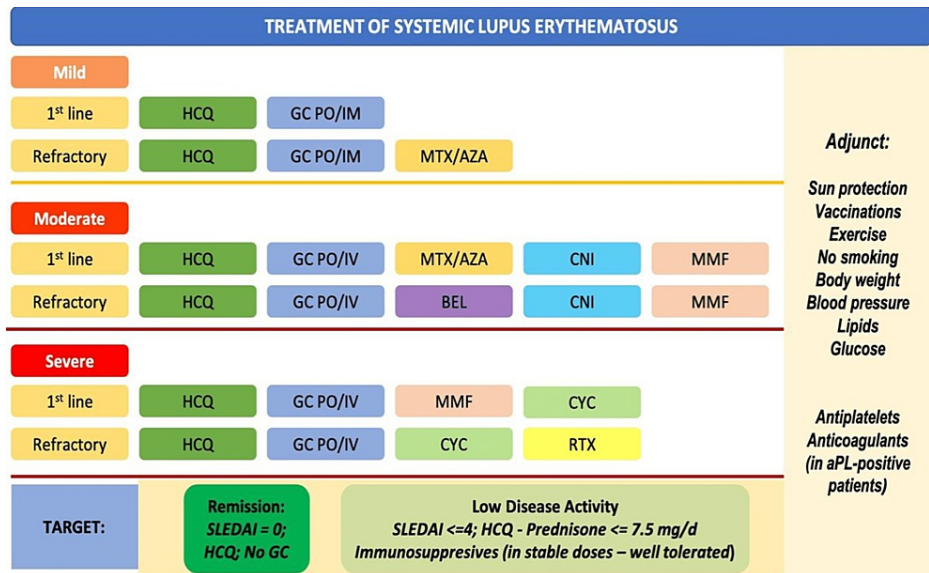 TREATMENT OF SYSTEMIC LUPUS ERYTHEMATOSUS
Mild
1st line HCQ GC PO/IM
Refractory HCQ GC PO/IM MTX/AZA
Moderate
1st line HCQ GC PO/IV MTX/AZA CNI MMF
Refractory HCQ GC PO/IV BEL CNI MMF
Severe
1st line HCQ GC PO/IV MMF CYC
Refractory HCQ GC PO/IV CYC RTX
TARGET:
Remission:
SLEDAI = 0;
HCQ; No GC
Low Disease Activity
SLEDAI <=4; HCQ - Prednisone <= 7.5 mg/d
Immunosuppresives (in stable doses – well tolerated)
Adjunct:
Sun protection
Vaccinations
Exercise
No smoking
Body weight
Blood pressure
Lipids
Glucose
Antiplatelets
Anticoagulants
(in aPL-positive
patients)